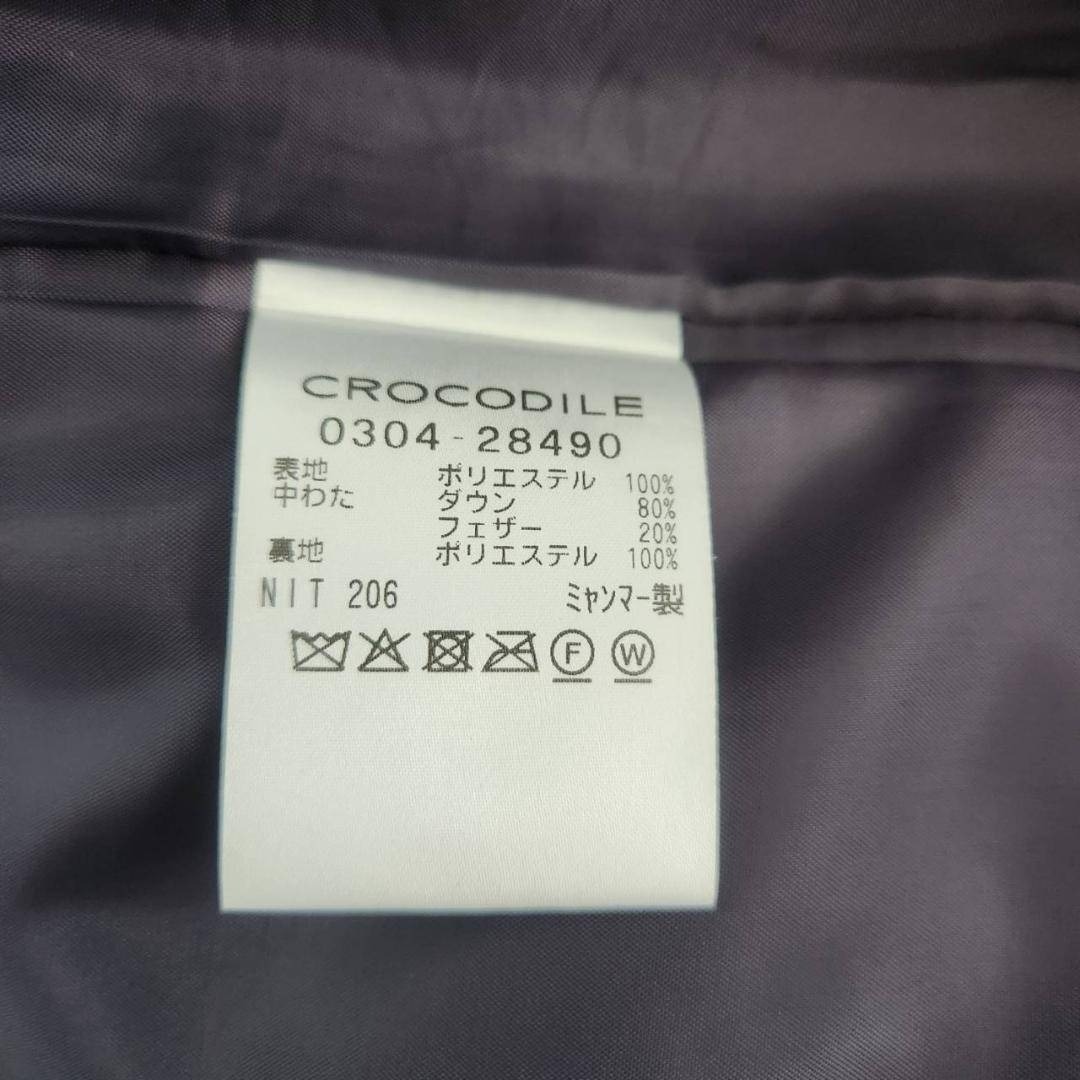 CROCODILE
0304-28490
表地 ポリエステル 100%
中わた ダウン 80%
フェザー 20%
裏地 ポリエステル 100%
NIT 206 ミャンマー製
F W